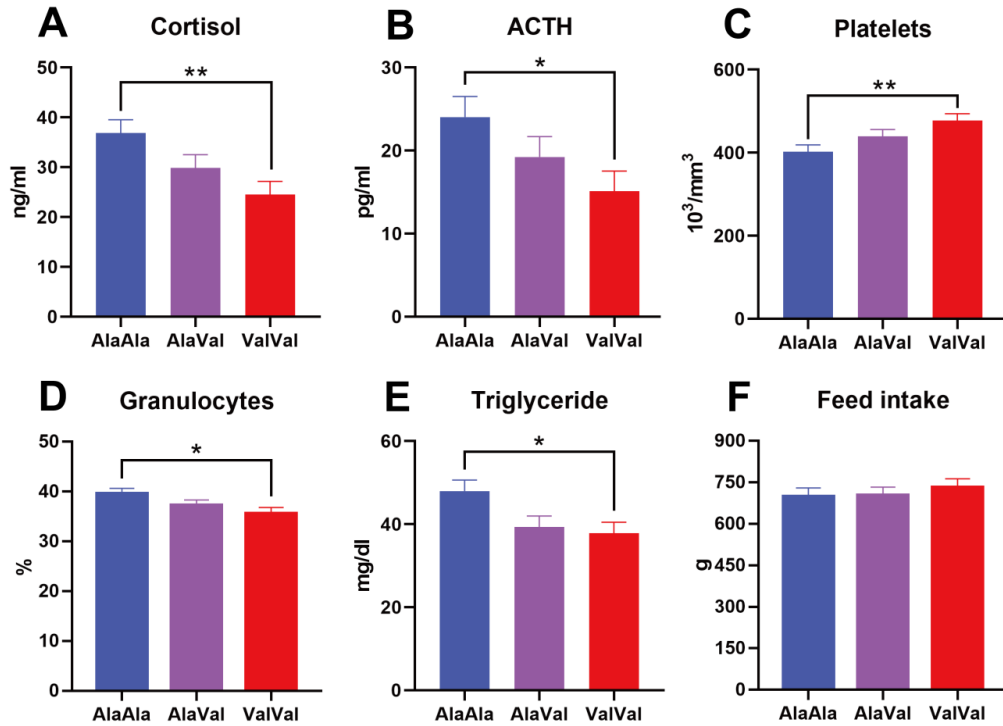 A Cortisol
ng/ml
50
40
30
20
10
0
**
AlaAla AlaVal ValVal
B ACTH
pg/ml
30
20
10
0
*
AlaAla AlaVal ValVal
C Platelets
10³/mm³
600
400
200
0
**
AlaAla AlaVal ValVal
D Granulocytes
%
50
40
30
20
10
0
*
AlaAla AlaVal ValVal
E Triglyceride
mg/dl
60
40
20
0
*
AlaAla AlaVal ValVal
F Feed intake
g
900
750
600
450
300
150
0
AlaAla AlaVal ValVal